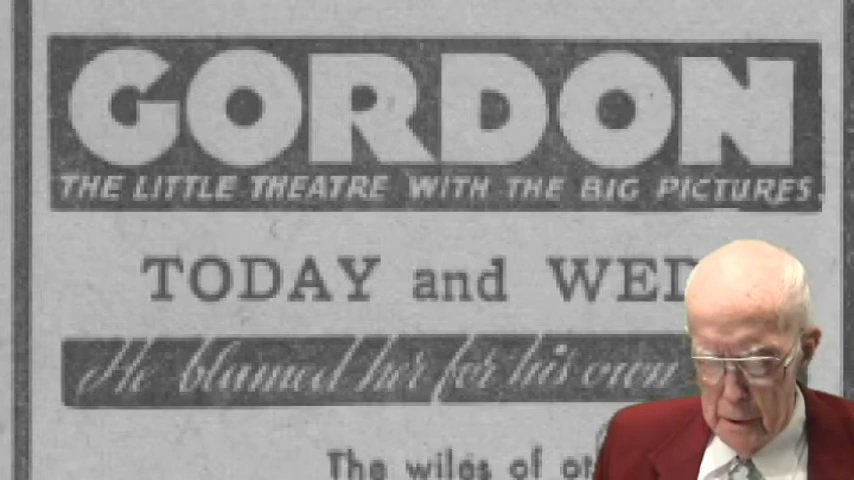 GORDON
THE LITTLE THEATRE WITH THE BIG PICTURES.
TODAY and WED
He blamed her for his own
The wiles of